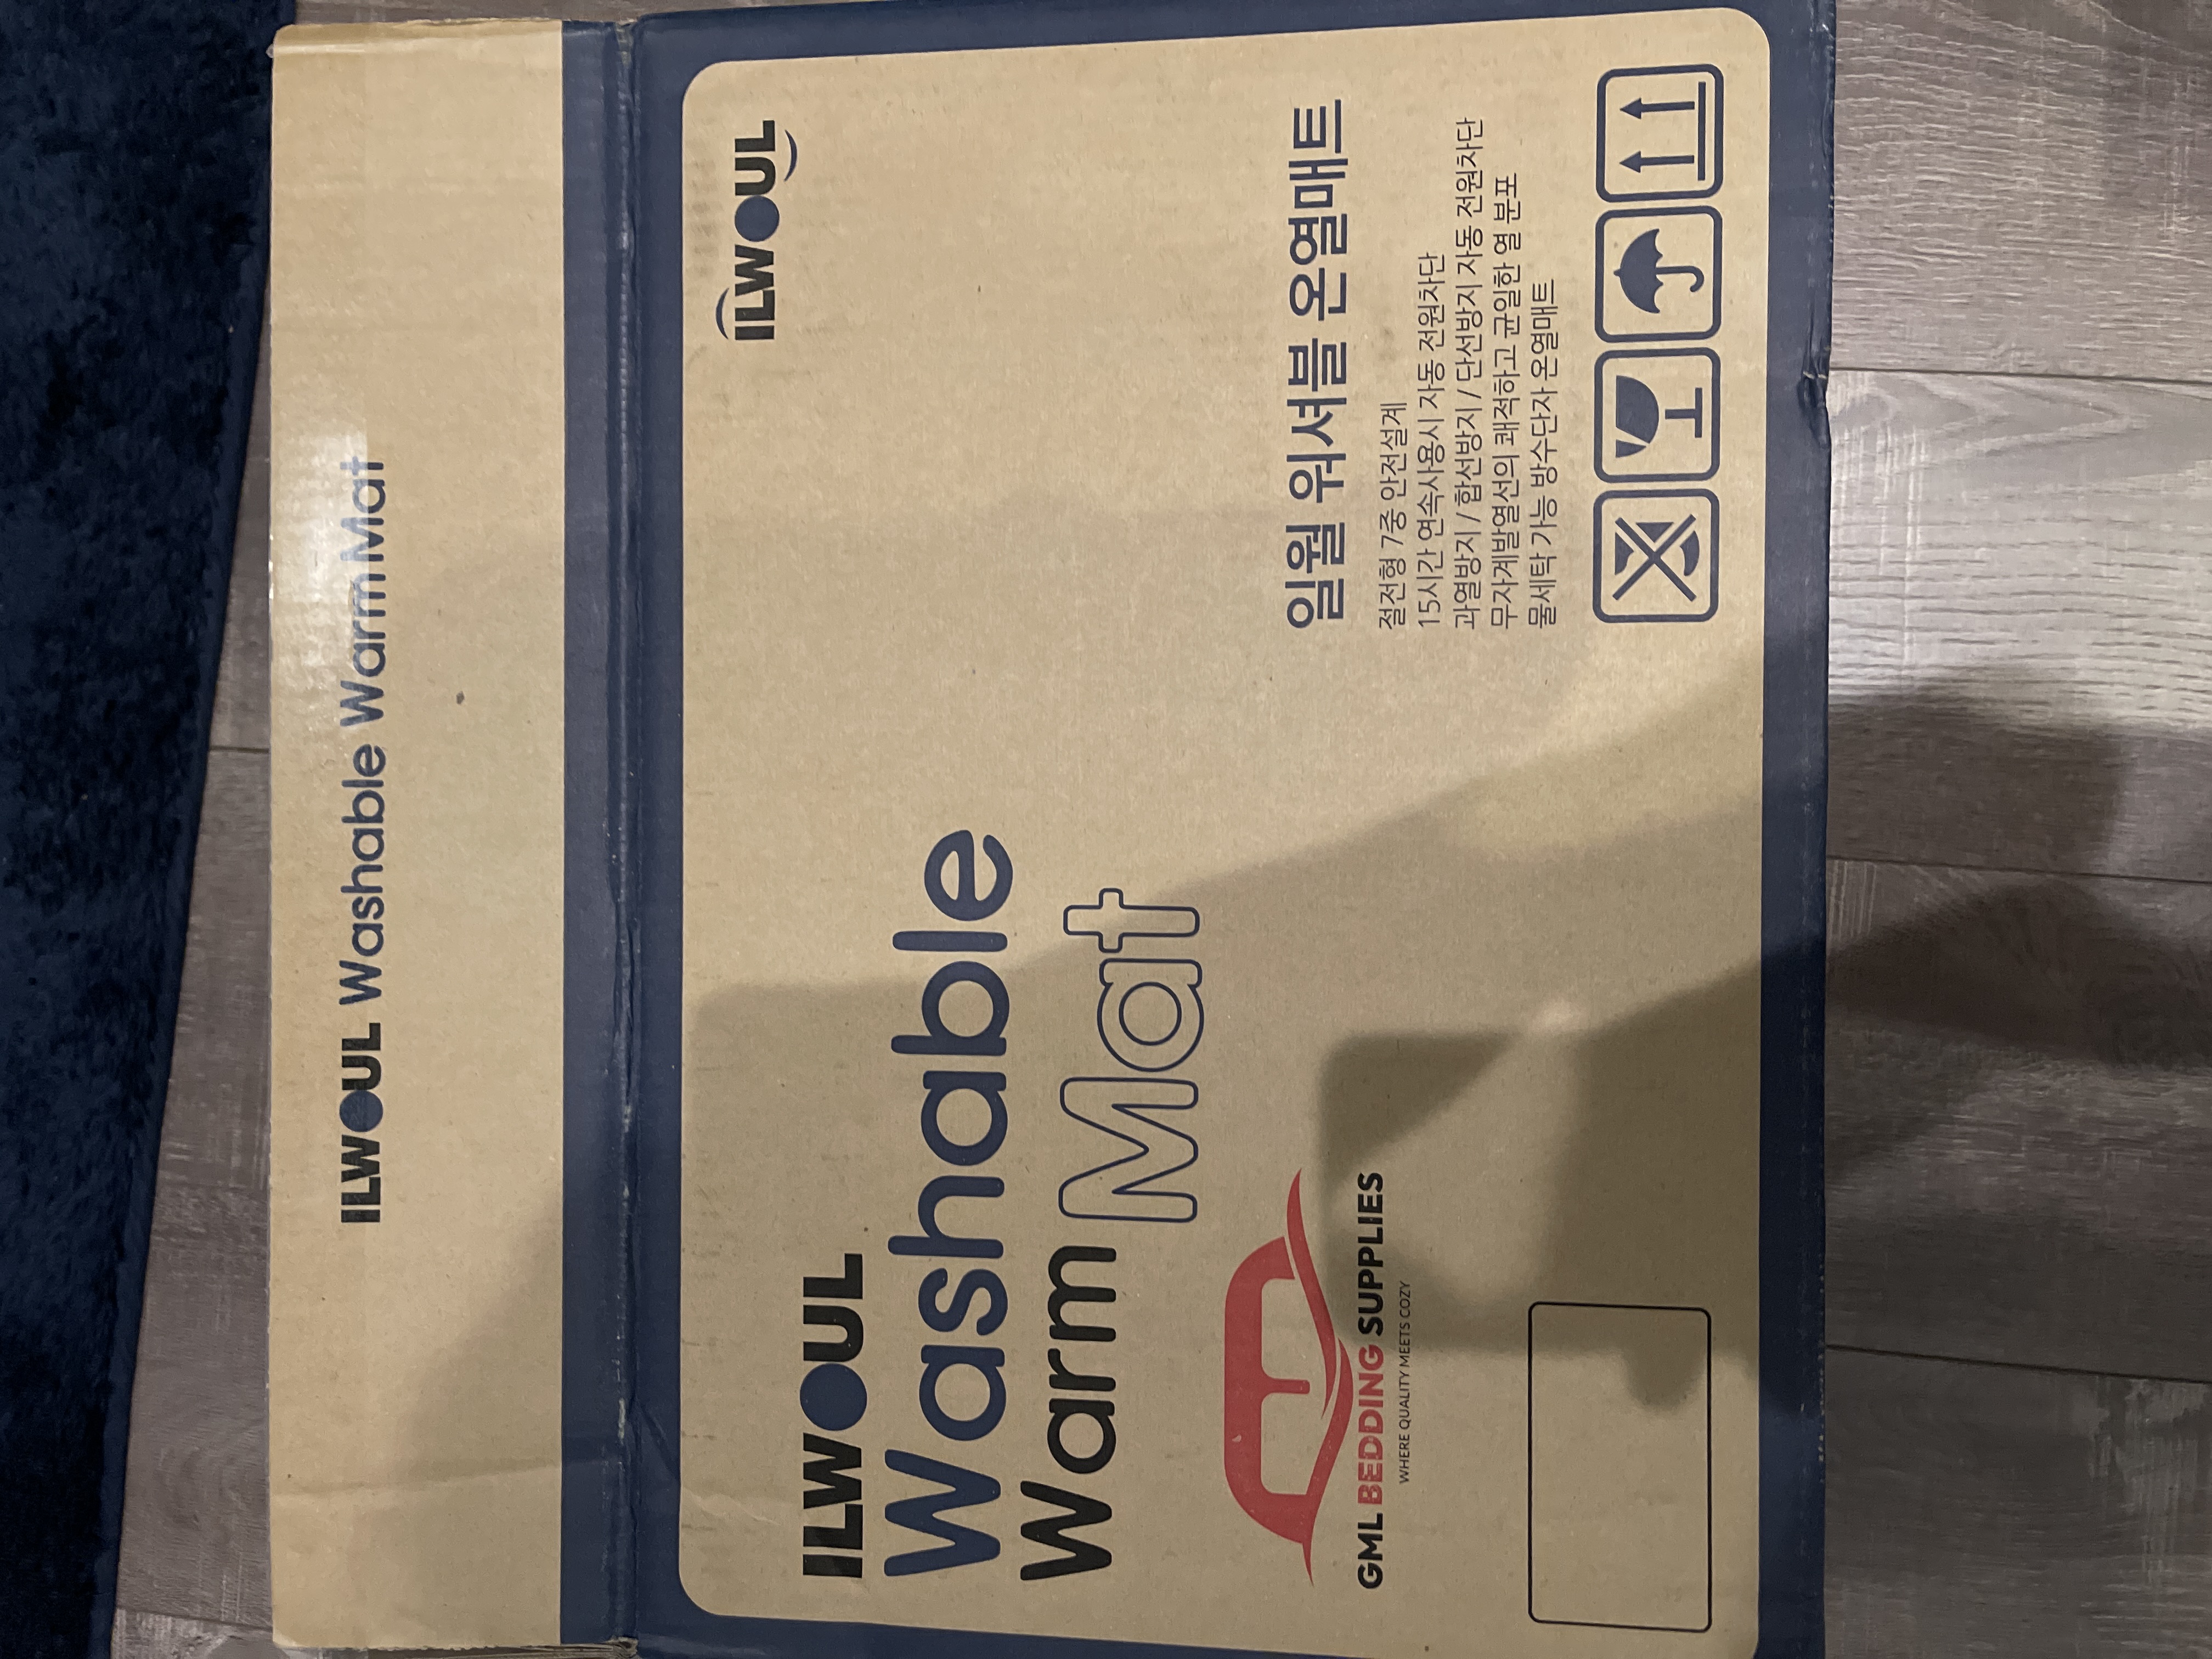 ILWOUL Washable Warm Mat
ILWOUL
ILWOUL
Washable
Warm Mat
GML BEDDING SUPPLIES
WHERE QUALITY MEETS COZY
일월 워셔블 온열매트
절전형 7중 안전설계
15시간 연속사용시 자동 전원차단
과열방지 / 합선방지 / 단선방지 자동 전원차단
무자계발열선의 쾌적하고 균일한 열 분포
물세탁 가능 방수단자 온열매트